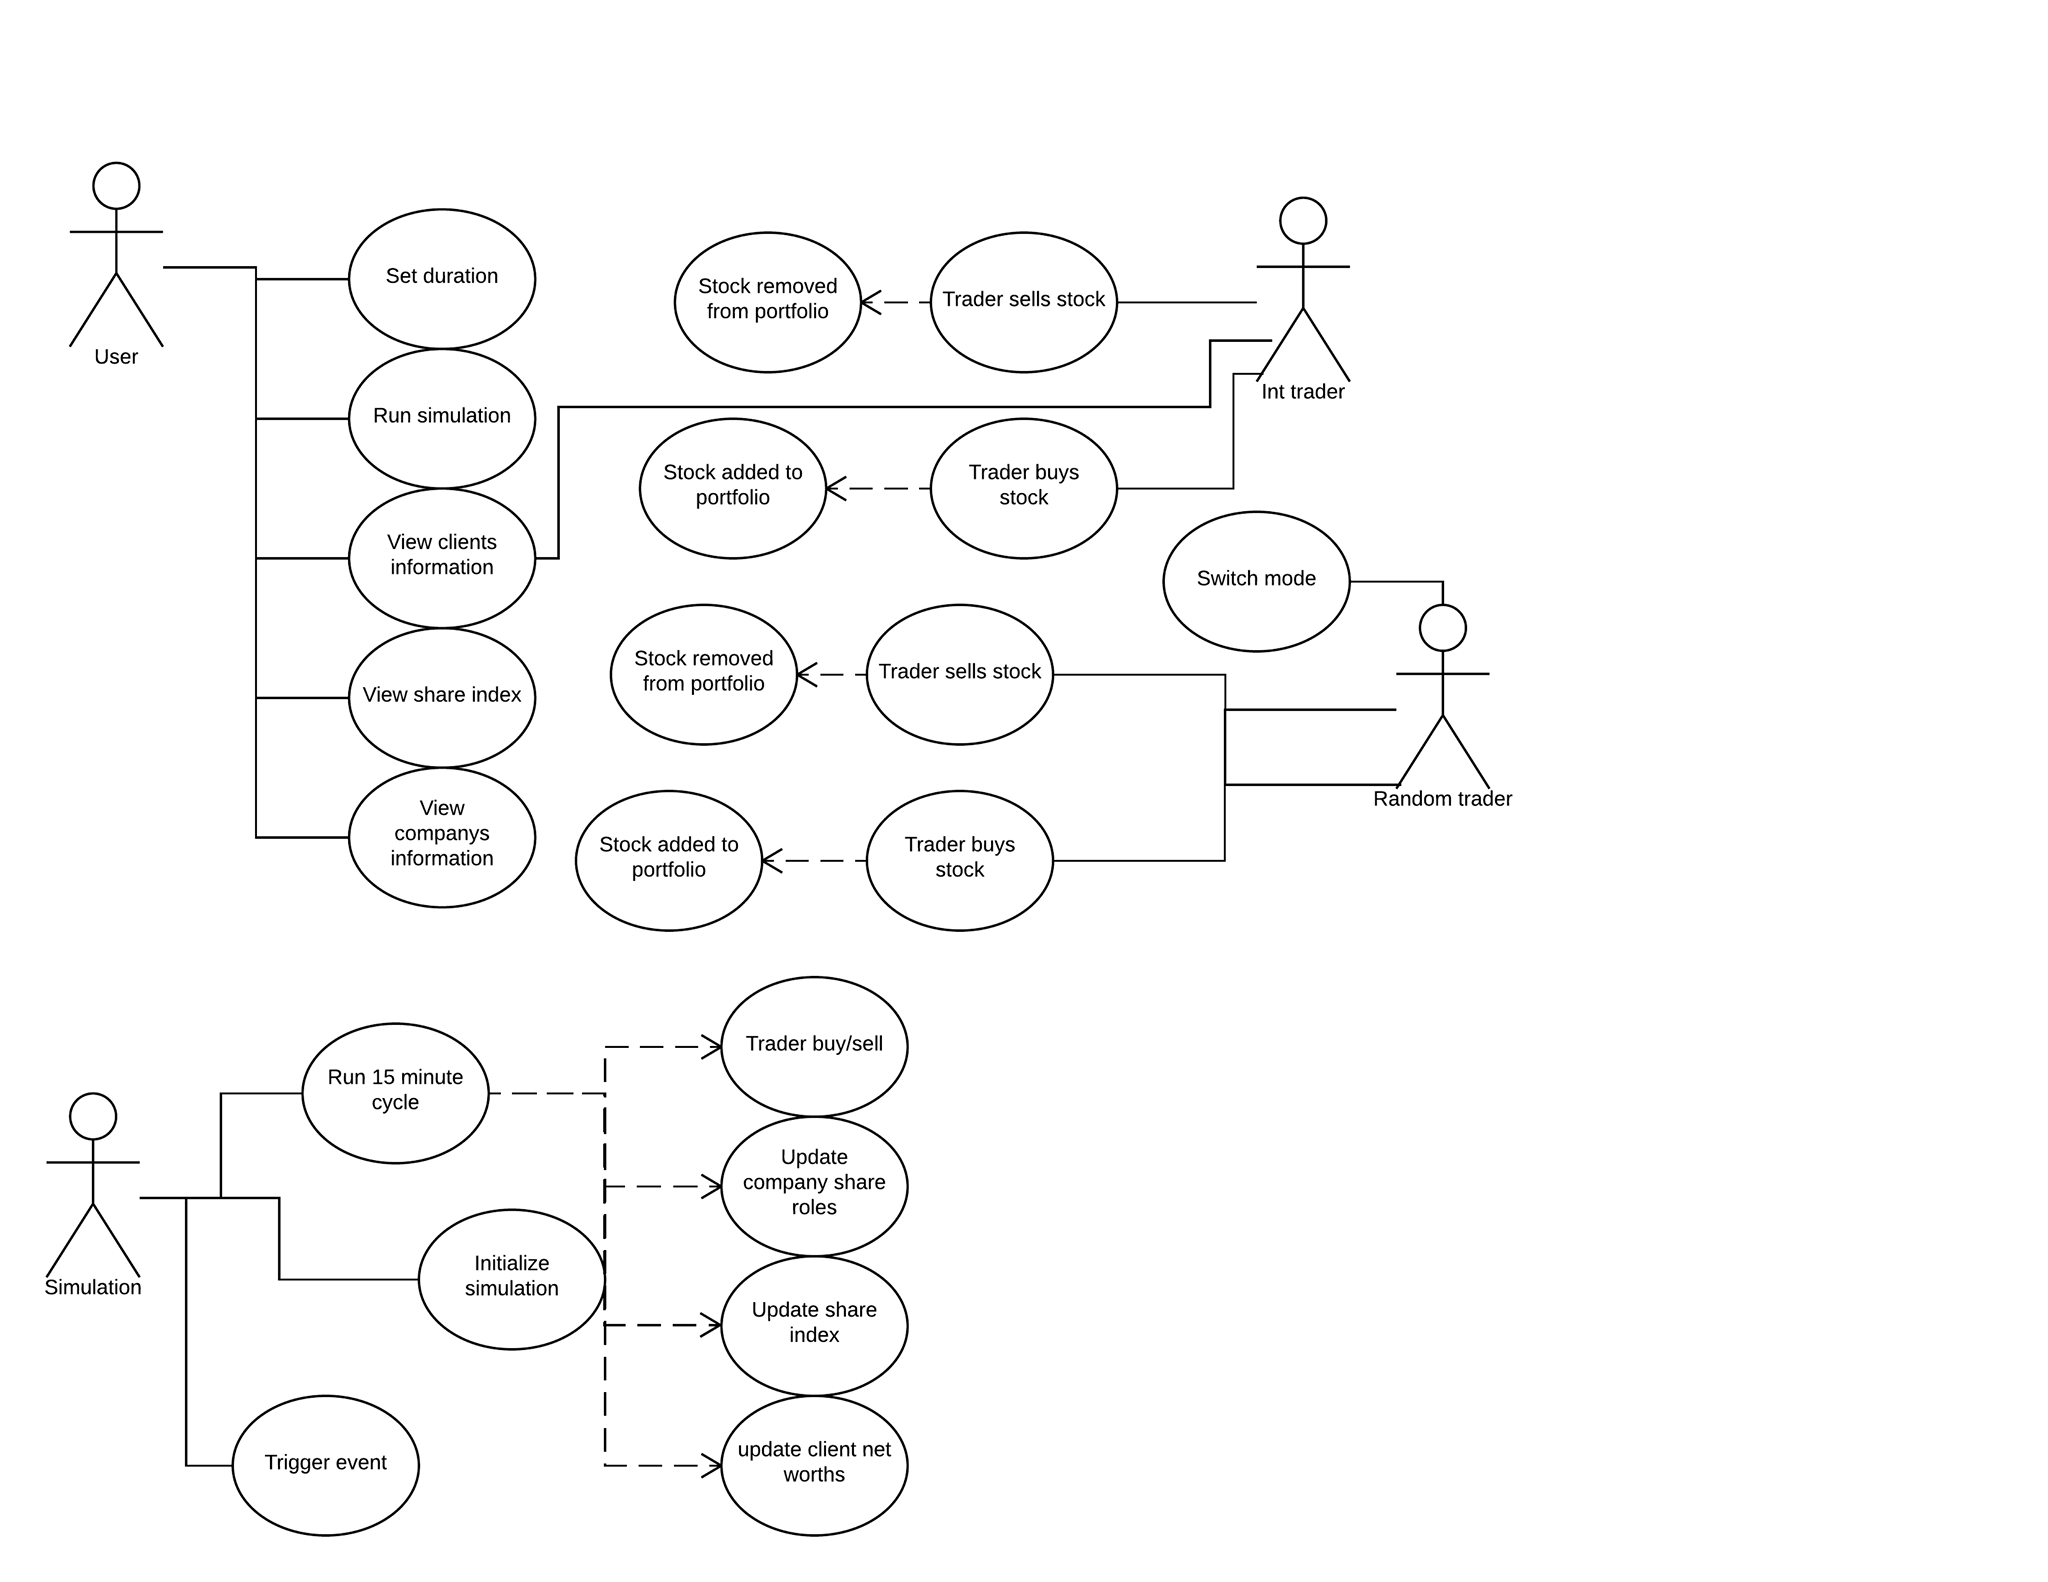 User
Set duration
Run simulation
View clients
information
View share index
View
companys
information
Stock removed
from portfolio
Trader sells stock
Int trader
Stock added to
portfolio
Trader buys
stock
Switch mode
Stock removed
from portfolio
Trader sells stock
Random trader
Stock added to
portfolio
Trader buys
stock
Simulation
Run 15 minute
cycle
Initialize
simulation
Trigger event
Trader buy/sell
Update
company share
roles
Update share
index
update client net
worths